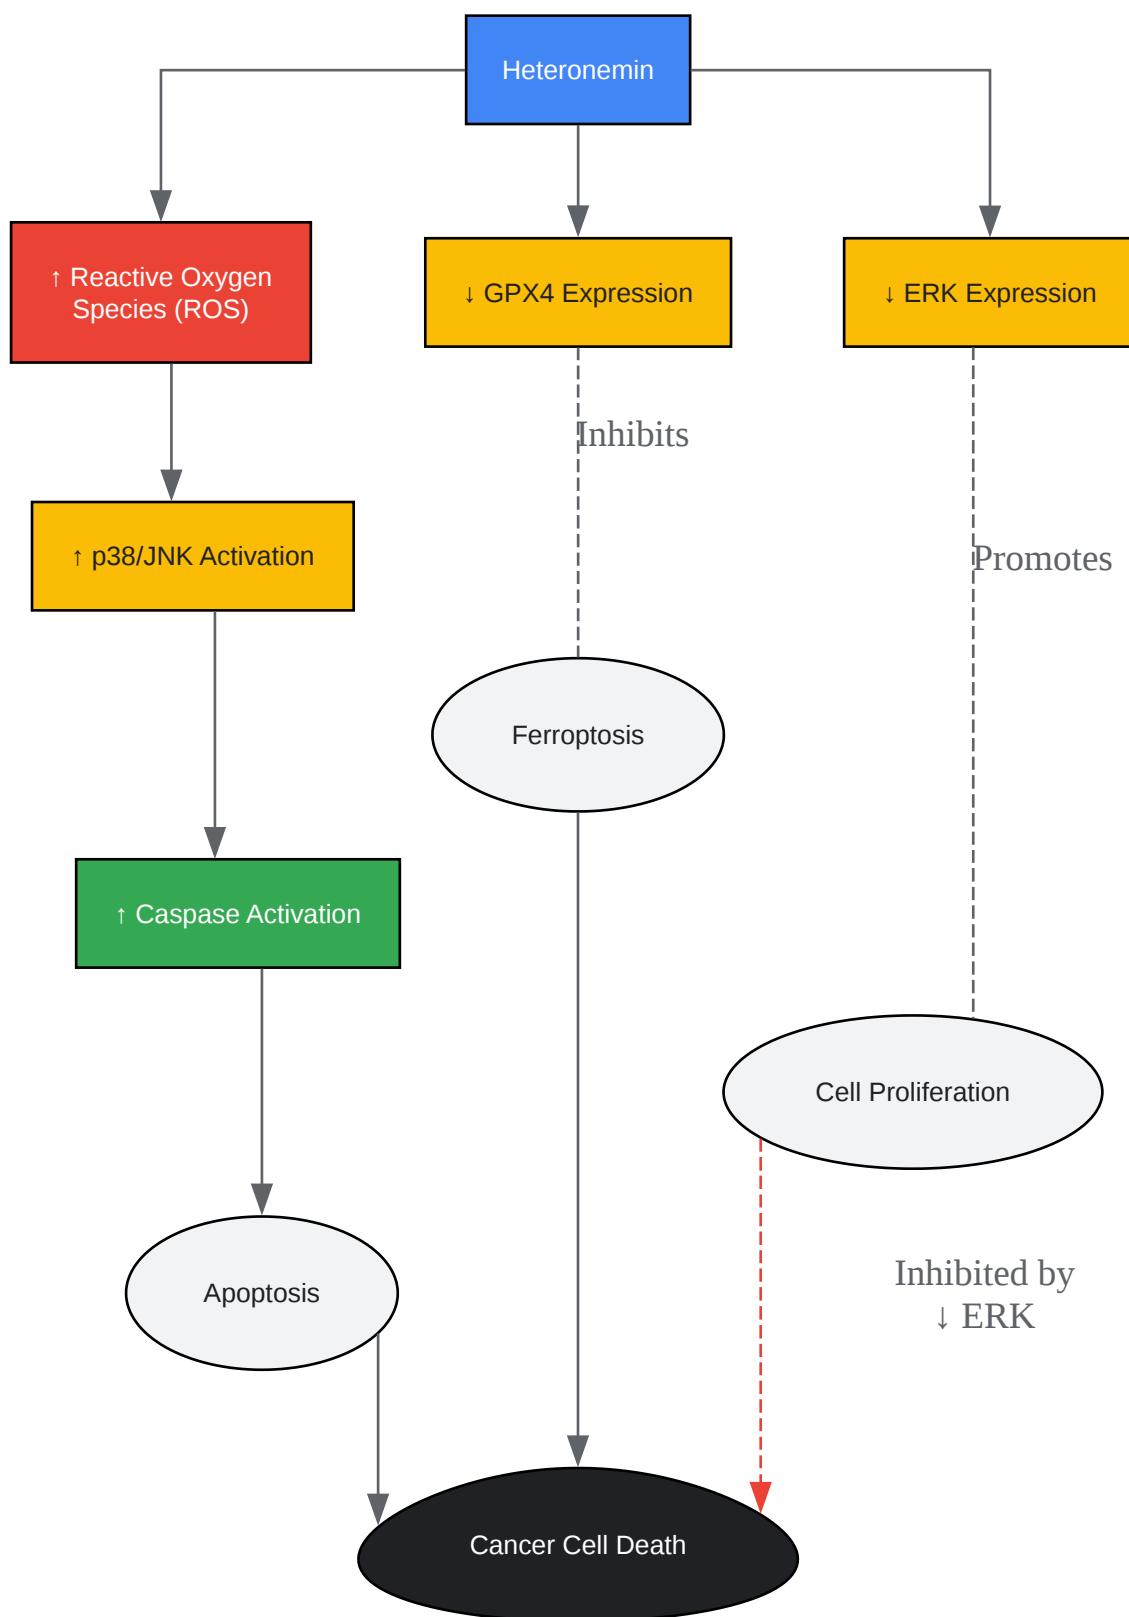 Heteronemin
↑ Reactive Oxygen
Species (ROS)
↓ GPX4 Expression
↓ ERK Expression
Inhibits
↑ p38/JNK Activation
Promotes
Ferroptosis
↑ Caspase Activation
Cell Proliferation
Apoptosis
Inhibited by
↓ ERK
Cancer Cell Death